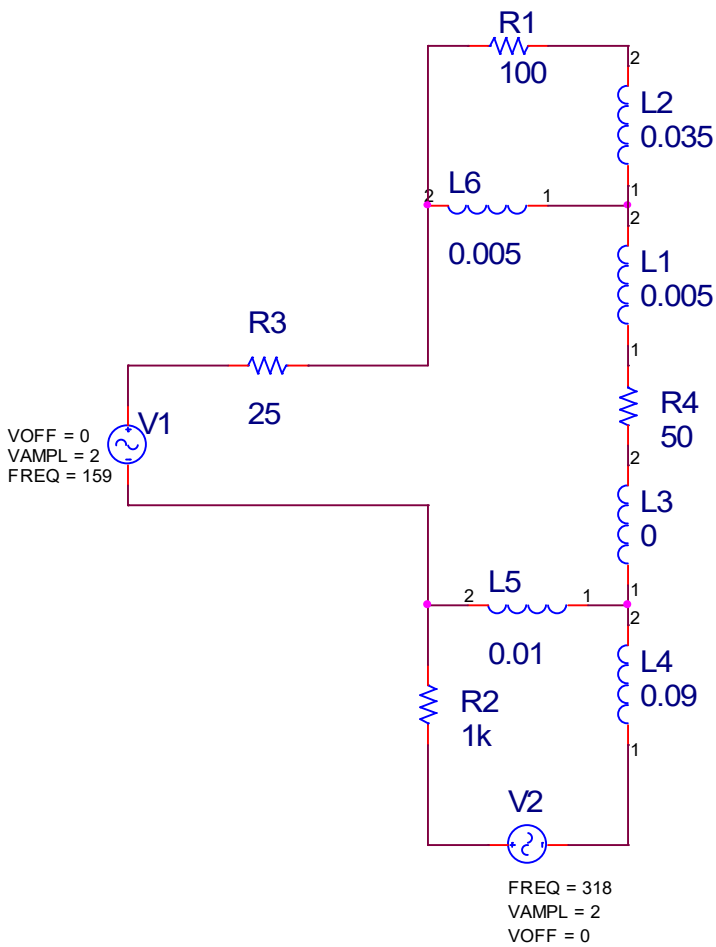 R1
100
2
L2
0.035
1
L6
2
1
0.005
2
L1
0.005
1
R3
25
R4
50
V1
VOFF = 0
VAMPL = 2
FREQ = 159
2
L3
0
1
L5
2
1
0.01
2
L4
0.09
1
R2
1k
V2
FREQ = 318
VAMPL = 2
VOFF = 0